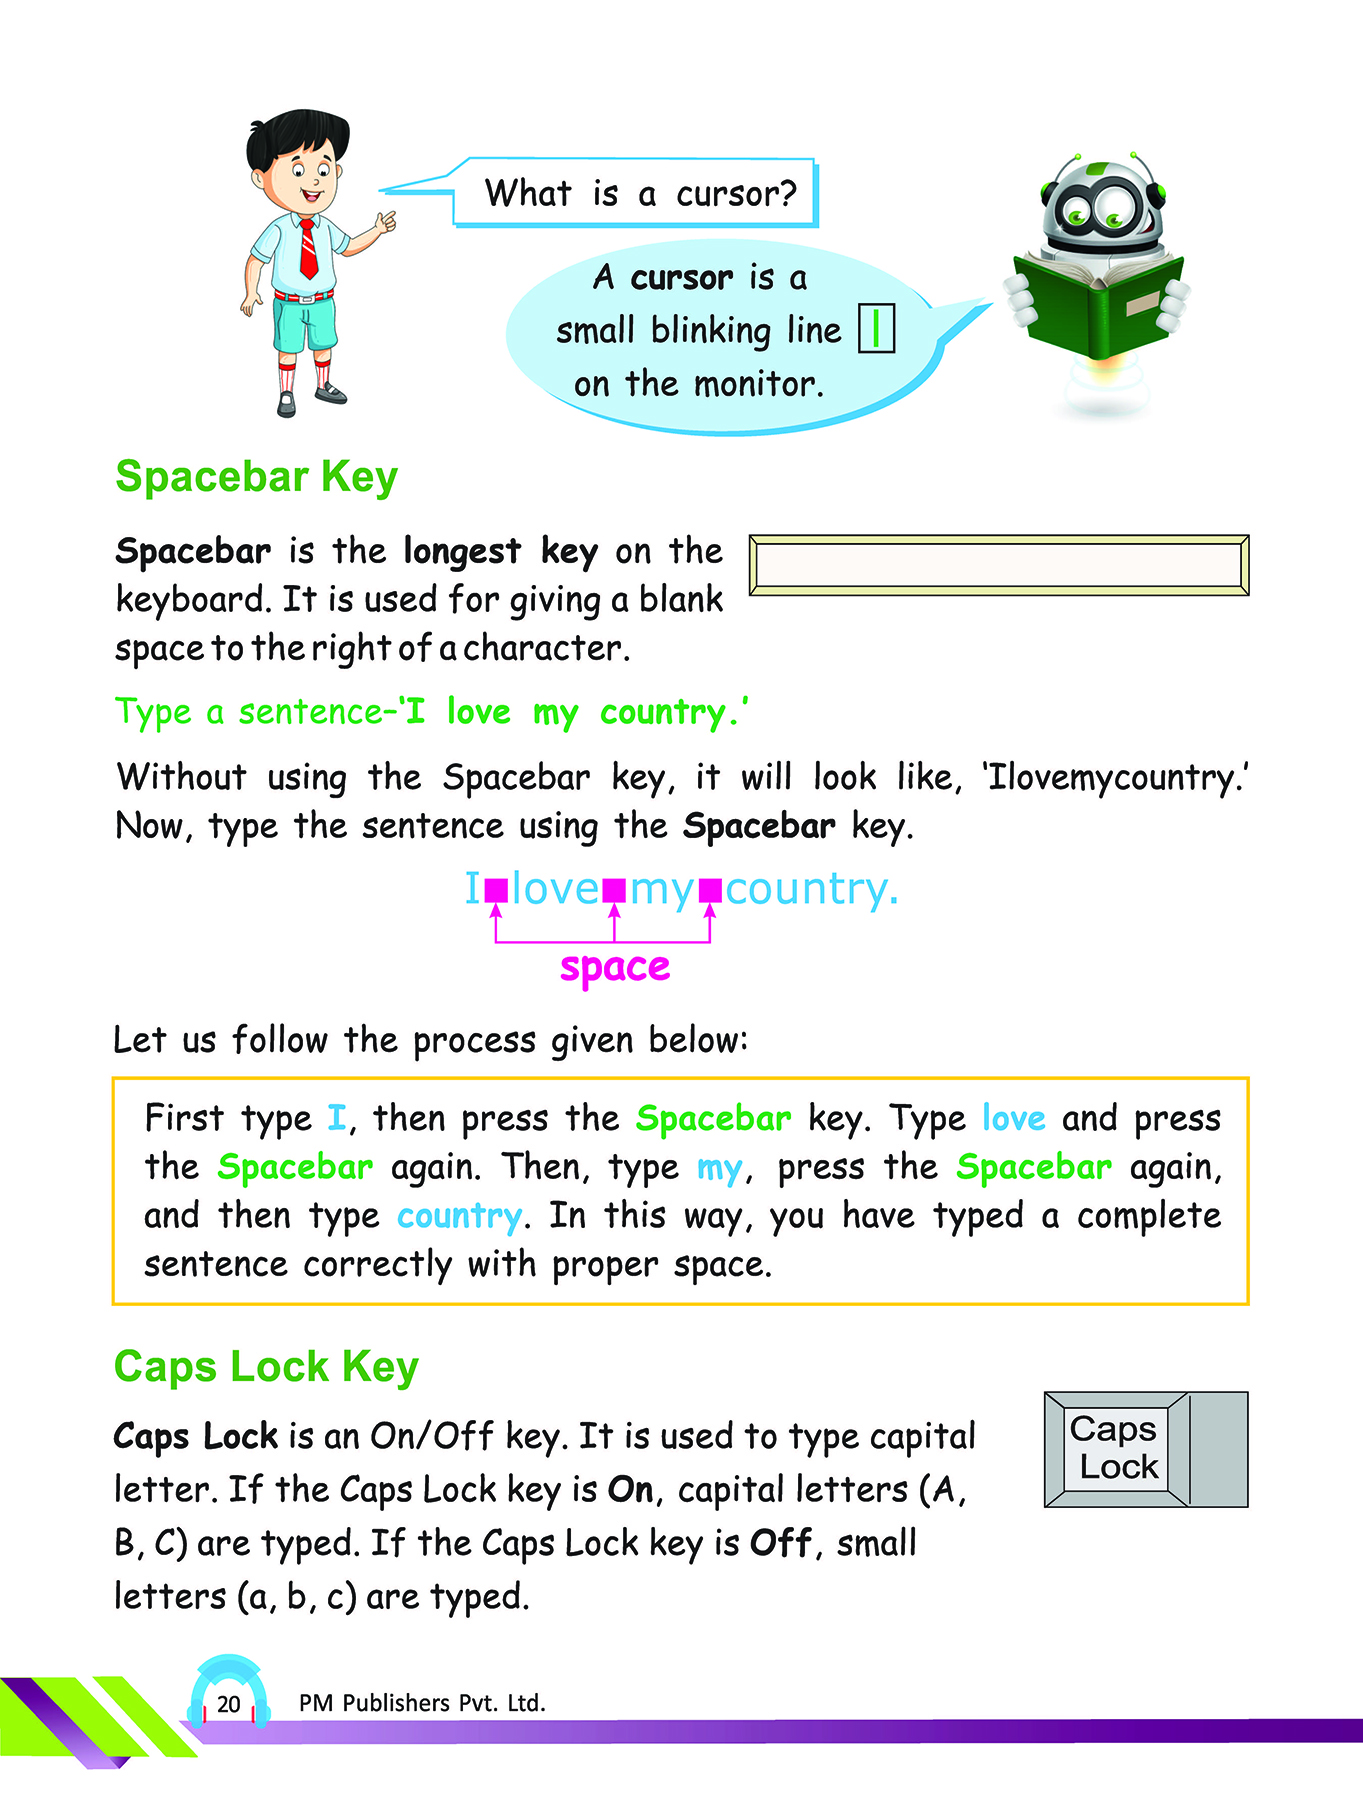 What is a cursor?
A cursor is a
small blinking line
on the monitor.
Spacebar Key
Spacebar is the longest key on the
keyboard. It is used for giving a blank
space to the right of a character.
Type a sentence–‘I love my country.’
Without using the Spacebar key, it will look like, ‘Ilovemycountry.’
Now, type the sentence using the Spacebar key.
I love my country.
space
Let us follow the process given below:
First type I, then press the Spacebar key. Type love and press
the Spacebar again. Then, type my, press the Spacebar again,
and then type country. In this way, you have typed a complete
sentence correctly with proper space.
Caps Lock Key
Caps Lock is an On/Off key. It is used to type capital
letter. If the Caps Lock key is On, capital letters (A,
B, C) are typed. If the Caps Lock key is Off, small
letters (a, b, c) are typed.
Caps
Lock
20
PM Publishers Pvt. Ltd.